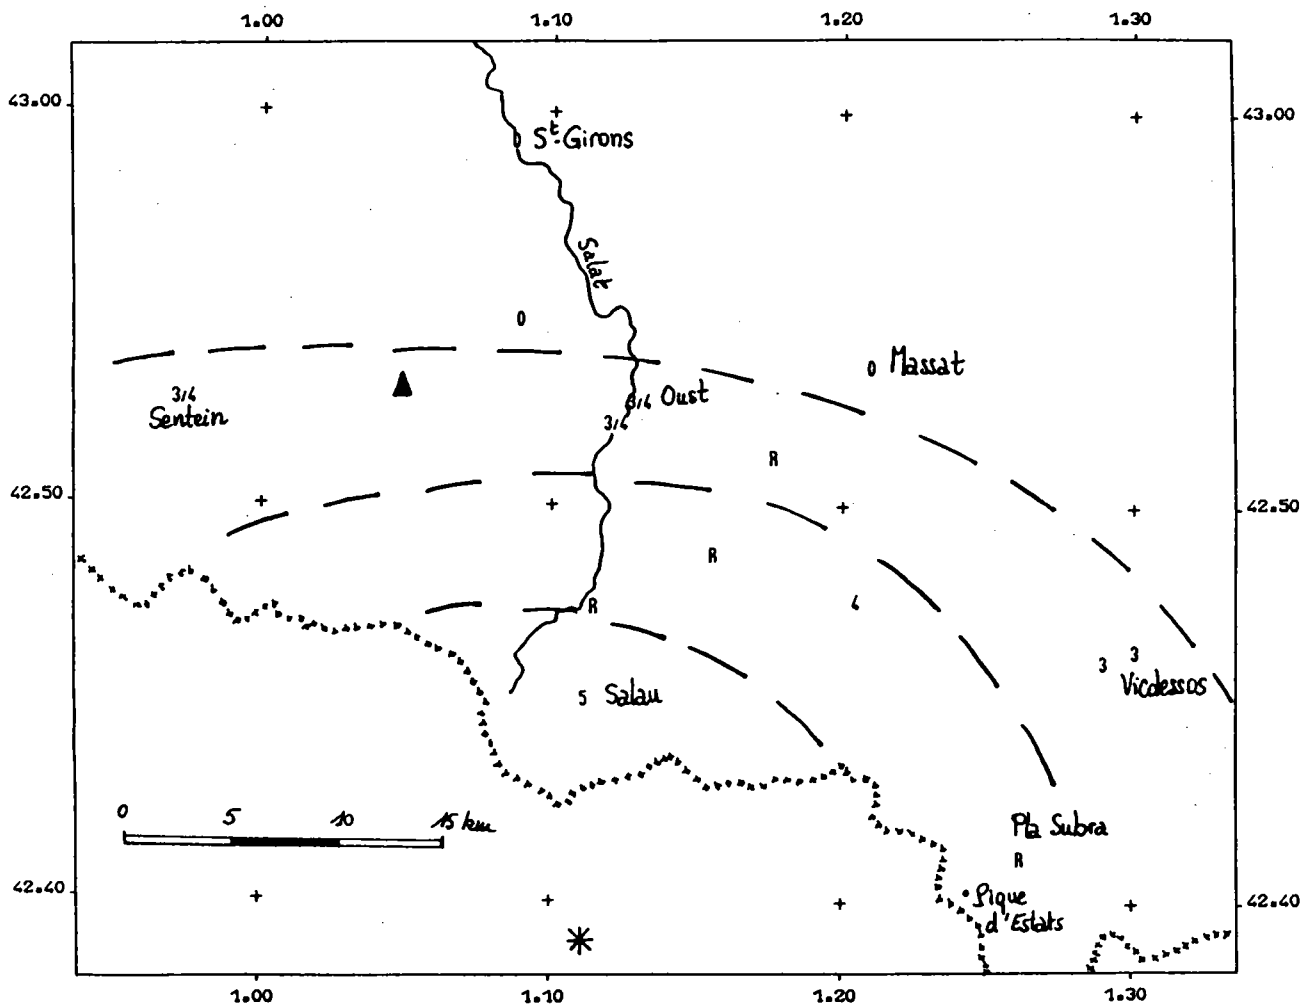 1.00 1.10 1.20 1.30
43.00 43.00
St-Girons
Salat
0
0 Massat
3/4
Sentein
3/4 Oust
3/4
R
42.50 42.50
R
R
4
3 3
Vicdessos
5 Salau
0 5 10 15 km
Pla Subra
R
42.40 42.40
Pique
d'Estats
1.00 1.10 1.20 1.30